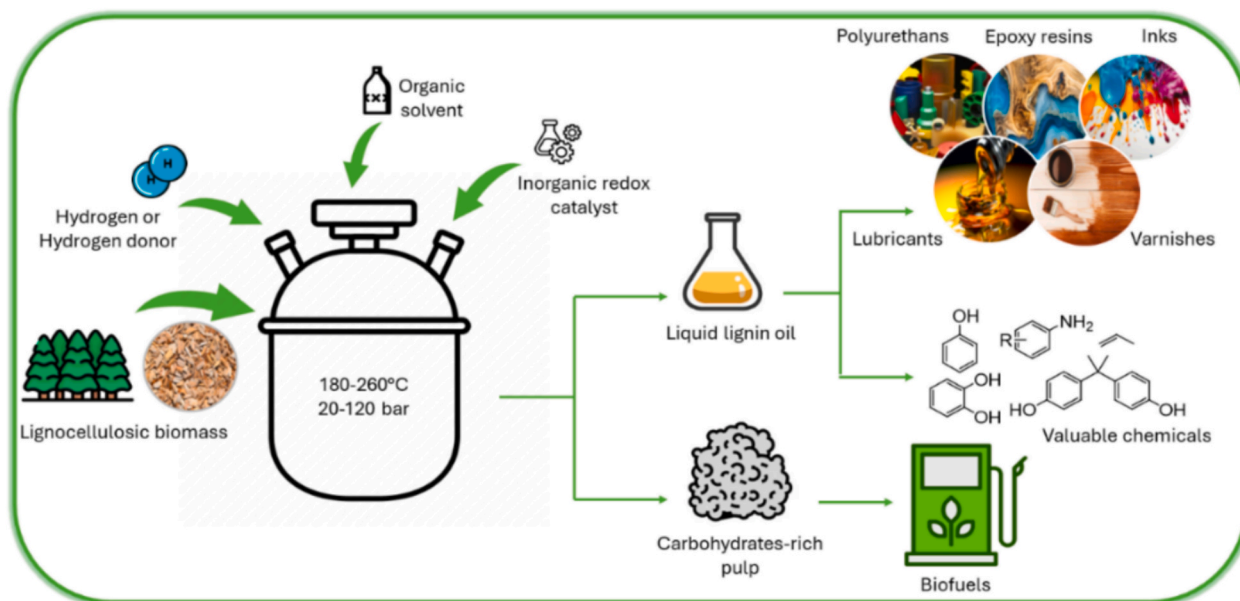 Polyurethans
Epoxy resins
Inks
Organic
solvent
xxx
H
H
Inorganic redox
catalyst
Hydrogen or
Hydrogen donor
Lubricants
Varnishes
Liquid lignin oil
OH
R
NH2
180-260°C
20-120 bar
OH
OH
HO
OH
Lignocellulosic biomass
Valuable chemicals
Carbohydrates-rich
pulp
Biofuels